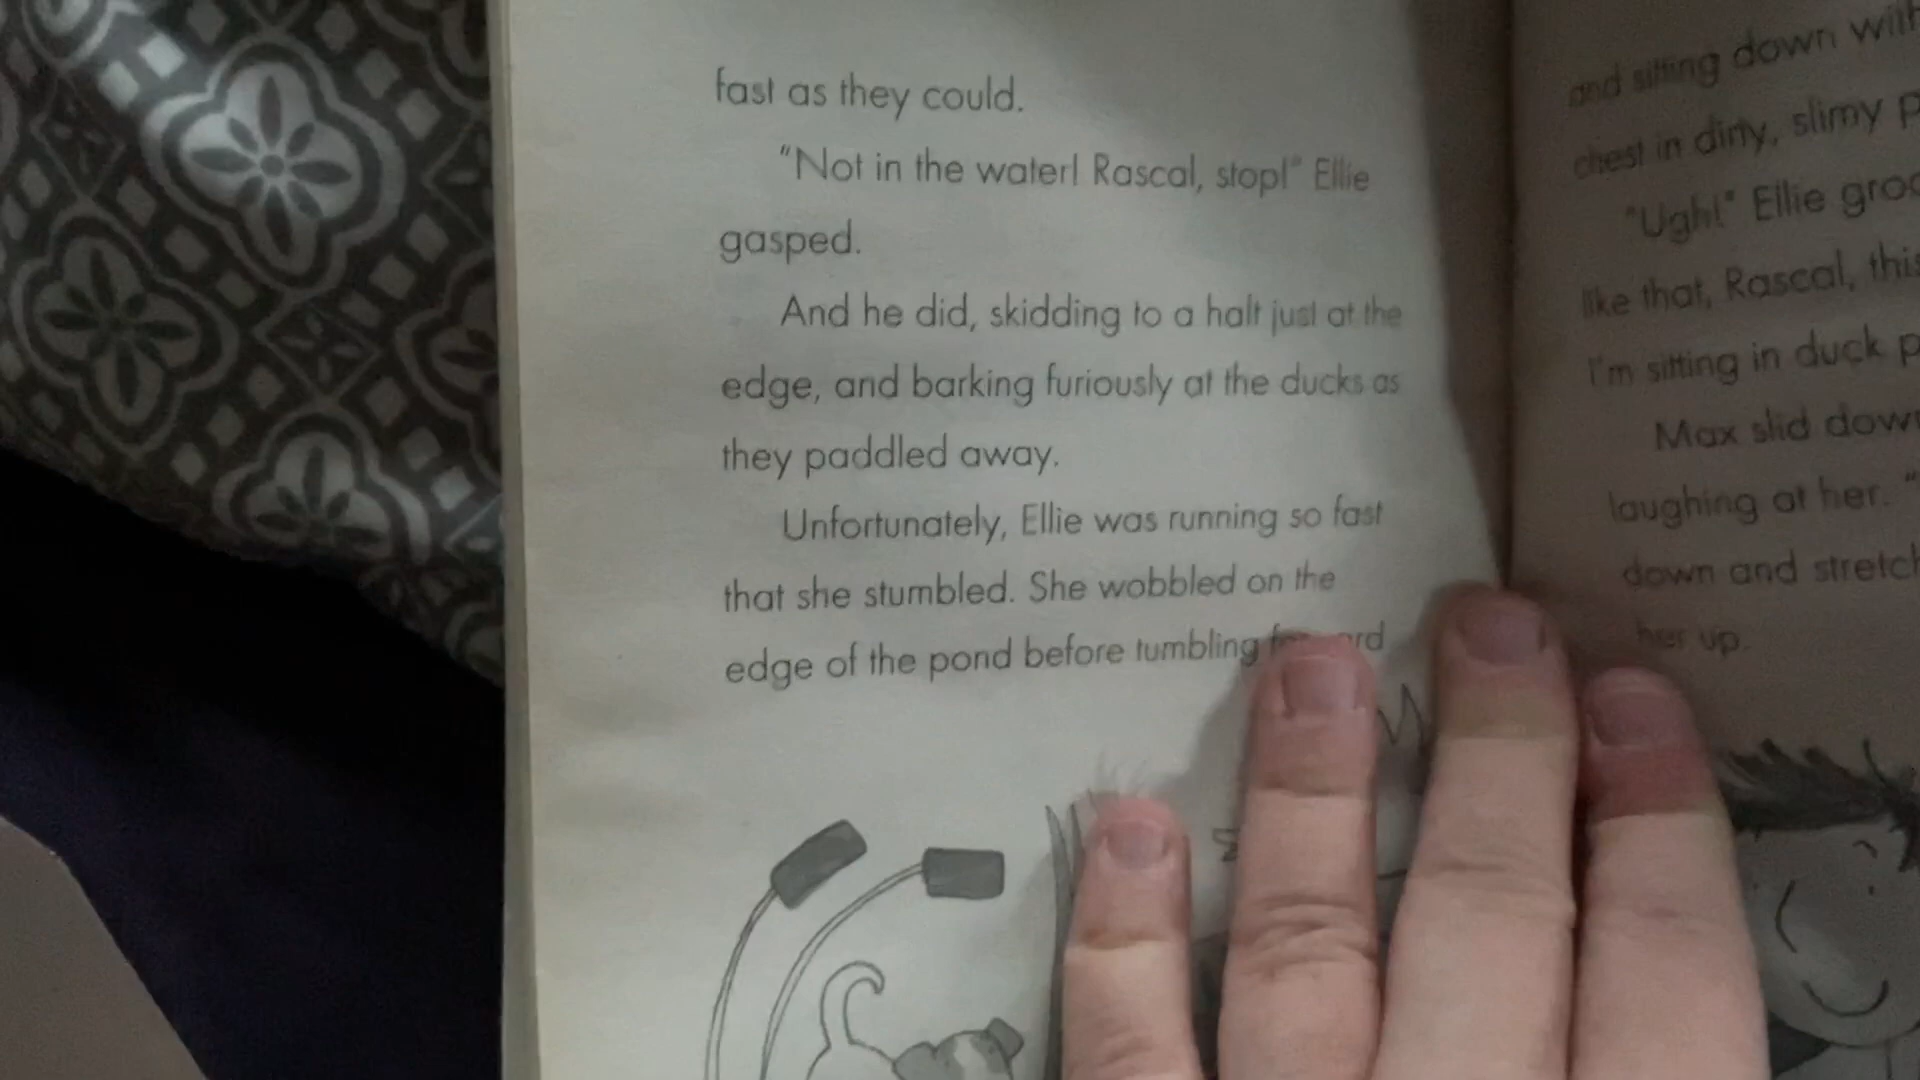 fast as they could.
"Not in the water! Rascal, stop!" Ellie
gasped.
And he did, skidding to a halt just at the
edge, and barking furiously at the ducks as
they paddled away.
Unfortunately, Ellie was running so fast
that she stumbled. She wobbled on the
edge of the pond before tumbling
and sitting down with
chest in dirty, slimy
"Ugh!" Ellie
like that, Rascal, this
I'm sitting in duck
Max slid down
laughing at her. "
down and
her up.